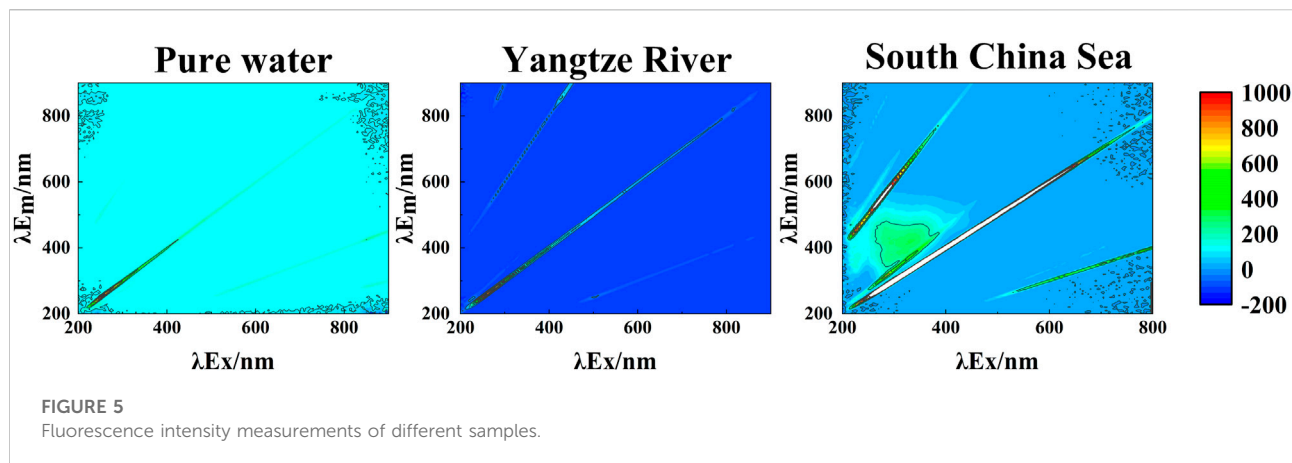 Pure water
Yangtze River
South China Sea
λEm/nm
800
600
400
200
200 400 600 800
λEx/nm
λEm/nm
800
600
400
200
200 400 600 800
λEx/nm
λEm/nm
800
600
400
200
200 400 600 800
λEx/nm
1000
800
600
400
200
0
-200
FIGURE 5
Fluorescence intensity measurements of different samples.